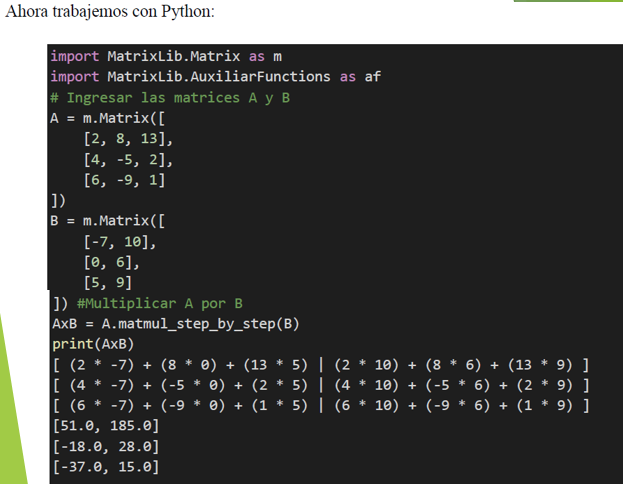 Ahora trabajemos con Python:
import MatrixLib.Matrix as m
import MatrixLib.AuxiliarFunctions as af
# Ingresar las matrices A y B
A = m.Matrix([
    [2, 8, 13],
    [4, -5, 2],
    [6, -9, 1]
])
B = m.Matrix([
    [-7, 10],
    [0, 6],
    [5, 9]
]) #Multiplicar A por B
AxB = A.matmul_step_by_step(B)
print(AxB)
[ (2 * -7) + (8 * 0) + (13 * 5) | (2 * 10) + (8 * 6) + (13 * 9) ]
[ (4 * -7) + (-5 * 0) + (2 * 5) | (4 * 10) + (-5 * 6) + (2 * 9) ]
[ (6 * -7) + (-9 * 0) + (1 * 5) | (6 * 10) + (-9 * 6) + (1 * 9) ]
[51.0, 185.0]
[-18.0, 28.0]
[-37.0, 15.0]